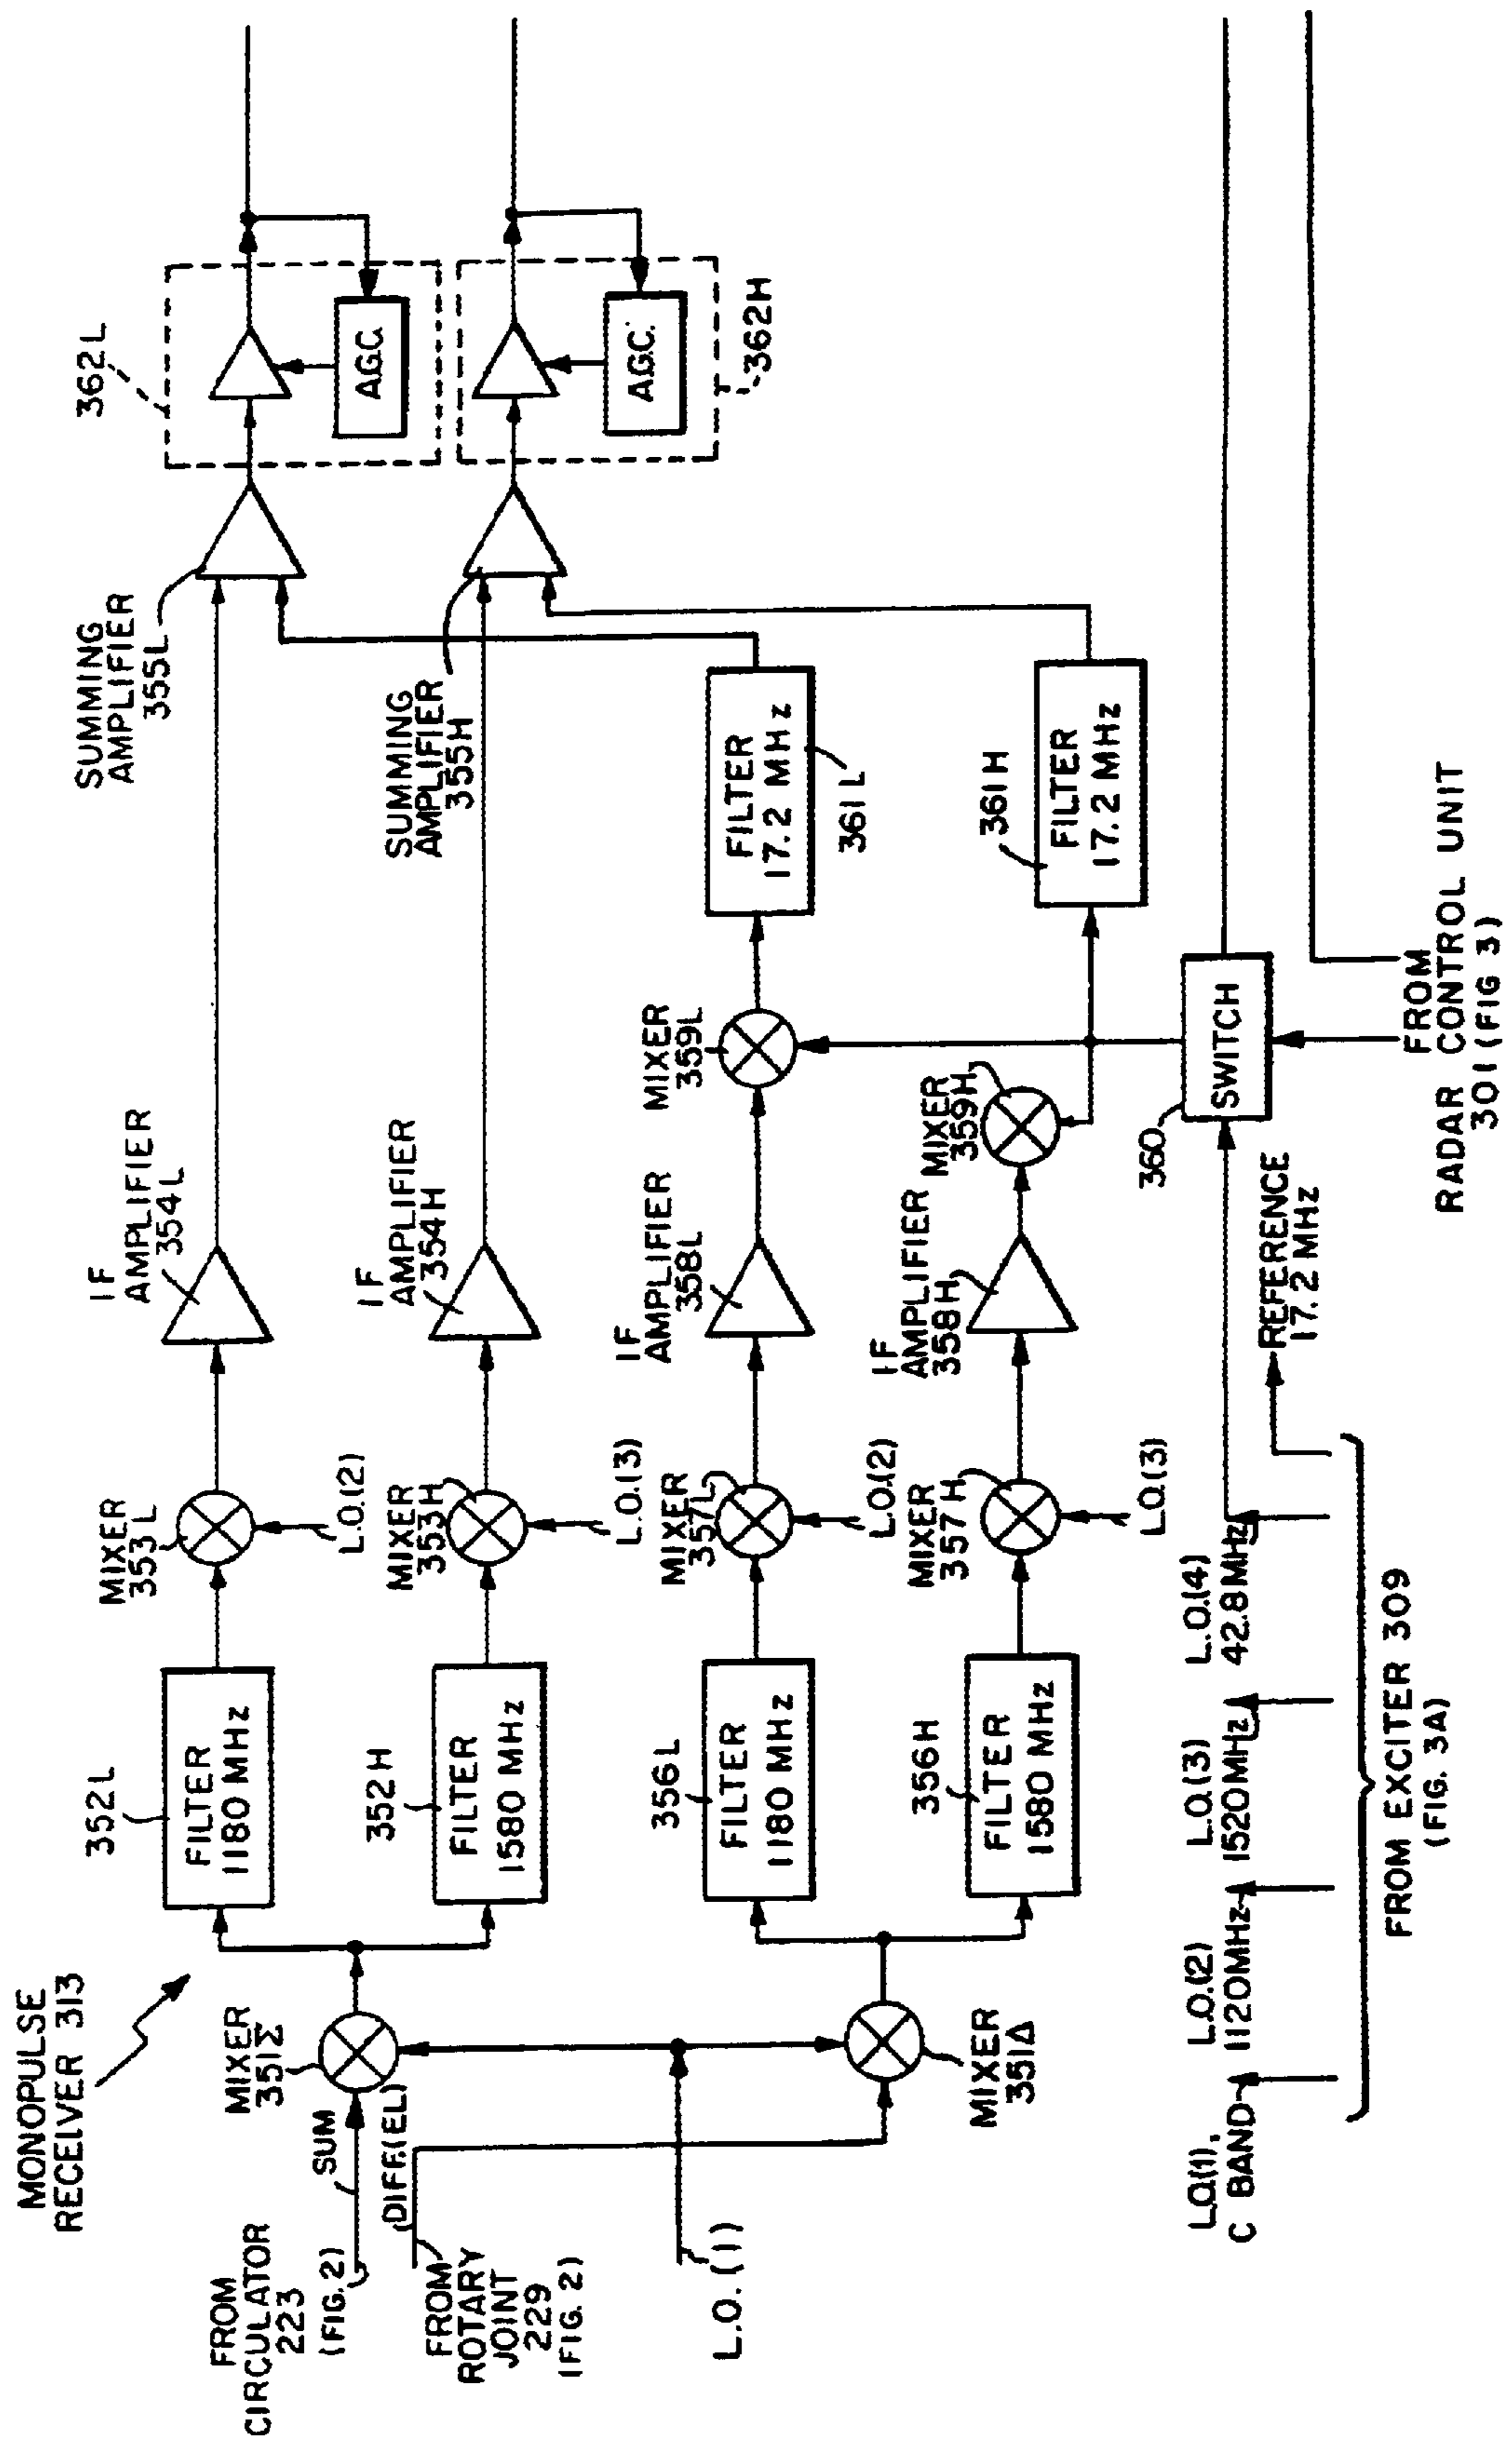 MONOPULSE
RECEIVER 313
FROM
CIRCULATOR
223
(FIG. 2)
SUM
DIFF.(EL)
FROM
ROTARY
JOINT
229
(FIG. 2)
L.O. (1)
MIXER
351Σ
MIXER
351Δ
352L
FILTER
1180 MHz
352H
FILTER
1580 MHz
356L
FILTER
1180 MHz
356H
FILTER
1580 MHz
MIXER
353L
L.O.(2)
MIXER
353H
L.O.(3)
MIXER
357L
L.O.(2)
MIXER
357H
L.O.(3)
IF
AMPLIFIER
354L
IF
AMPLIFIER
354H
IF
AMPLIFIER
358L
IF
AMPLIFIER
358H
MIXER
359L
MIXER
359H
SUMMING
AMPLIFIER
355L
SUMMING
AMPLIFIER
355H
FILTER
17.2 MHz
361L
361H
FILTER
17.2 MHz
362L
A.G.C.
A.G.C.
362H
L.O.(1),
C BAND
L.O.(2)
1120MHz
L.O.(3)
1520MHz
L.O.(4)
42.8MHz
REFERENCE
17.2 MHz
360
SWITCH
FROM EXCITER 309
(FIG. 3A)
FROM
RADAR CONTROL UNIT
301 (FIG 3)